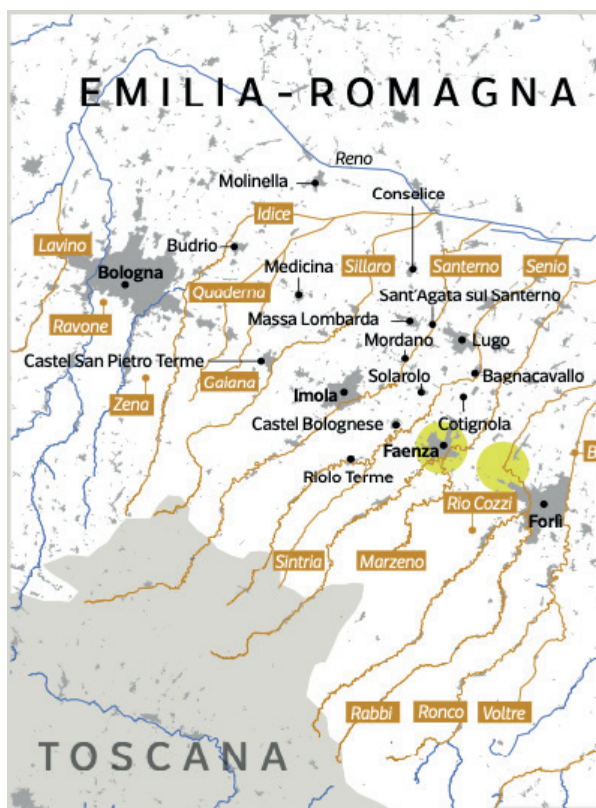 EMILIA-ROMAGNA
Reno
Molinella
Conselice
Idice
Lavino
Budrio
Bologna
Medicina
Sillaro
Santerno
Senio
Quaderna
Sant'Agata sul Santerno
Ravone
Massa Lombarda
Mordano
Lugo
Castel San Pietro Terme
Gaiana
Solarolo
Bagnacavallo
Zena
Imola
Castel Bolognese
Cotignola
Faenza
Riolo Terme
B
Rio Cozzi
Forlì
Sintria
Marzeno
Rabbi
Ronco
Voltre
TOSCANA